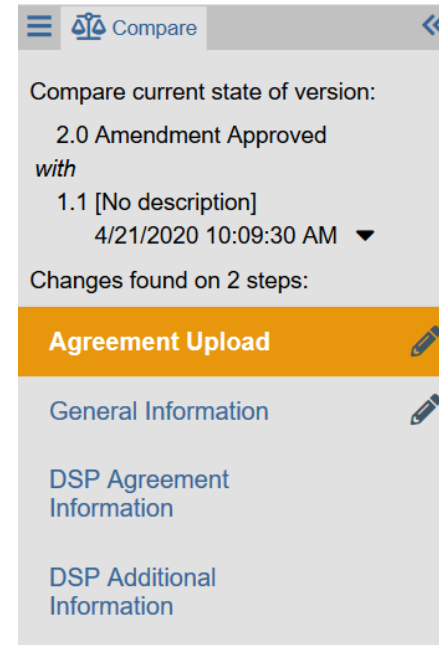 Compare
Compare current state of version:
2.0 Amendment Approved
with
1.1 [No description]
4/21/2020 10:09:30 AM
Changes found on 2 steps:
Agreement Upload
General Information
DSP Agreement
Information
DSP Additional
Information